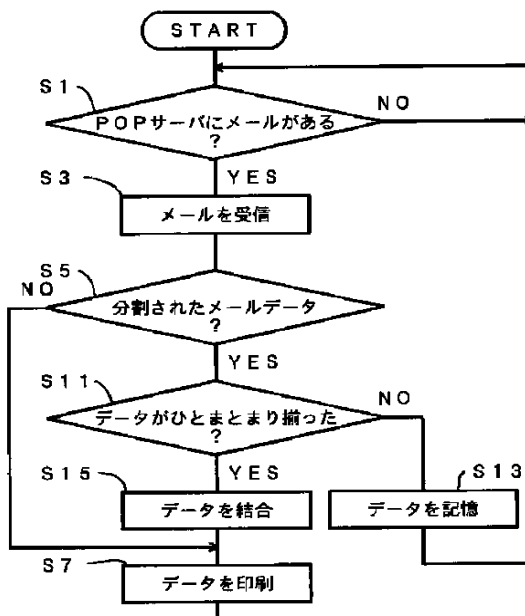 START
S1
POPサーバにメールがある
?
NO
YES
S3
メールを受信
S5
NO
分割されたメールデータ
?
YES
S11
データがひとまとまり揃った
?
NO
YES
S15
データを結合
S13
データを記憶
S7
データを印刷